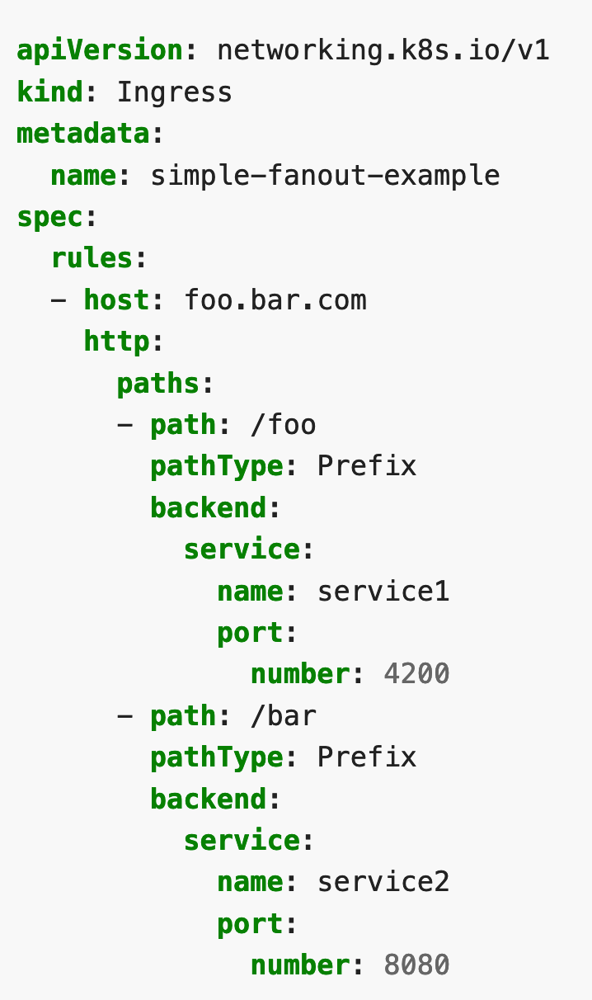 apiVersion: networking.k8s.io/v1
kind: Ingress
metadata:
  name: simple-fanout-example
spec:
  rules:
  - host: foo.bar.com
    http:
      paths:
      - path: /foo
        pathType: Prefix
        backend:
          service:
            name: service1
            port:
              number: 4200
      - path: /bar
        pathType: Prefix
        backend:
          service:
            name: service2
            port:
              number: 8080